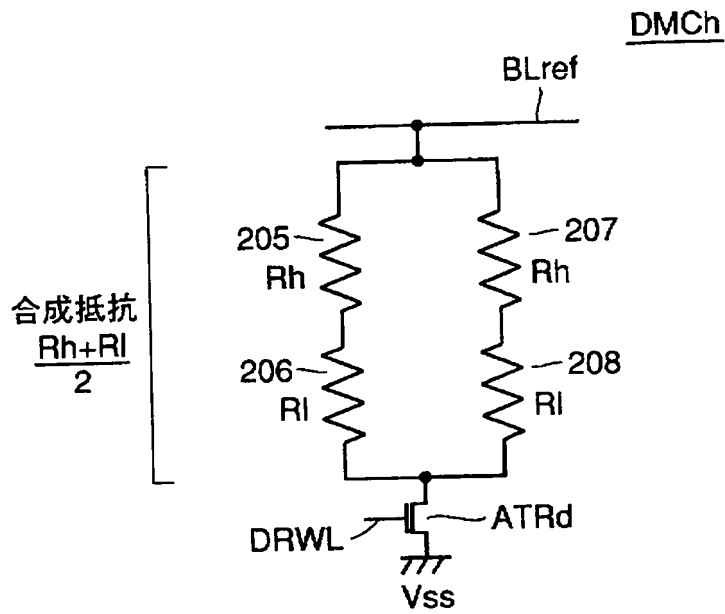 DMCh
BLref
205
207
Rh
Rh
合成抵抗
Rh+Rl
2
206
208
Rl
Rl
DRWL
ATRd
Vss